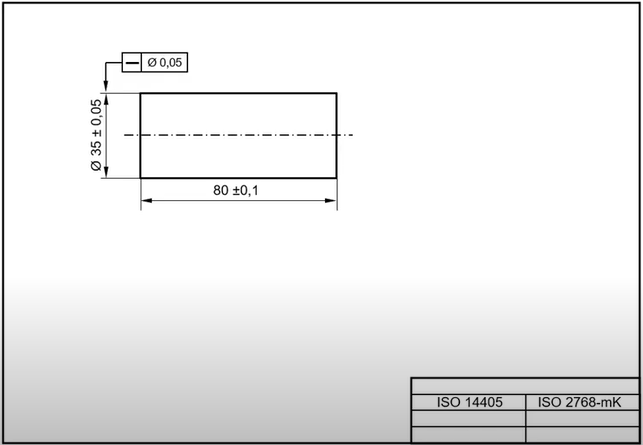 Ø 0,05
Ø 35 ± 0,05
80 ±0,1
ISO 14405
ISO 2768-mK